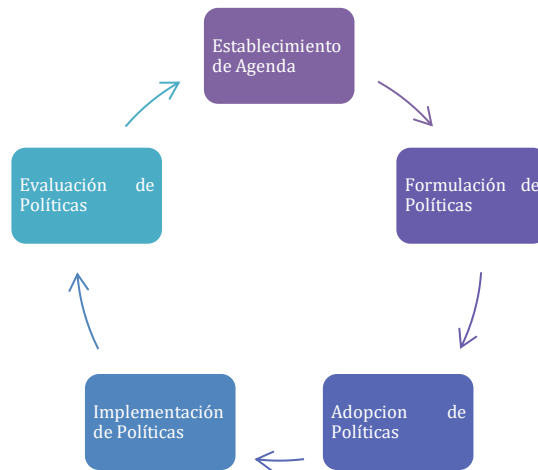 Establecimiento
de Agenda
Formulación de
Políticas
Adopcion de
Políticas
Implementación
de Políticas
Evaluación de
Políticas